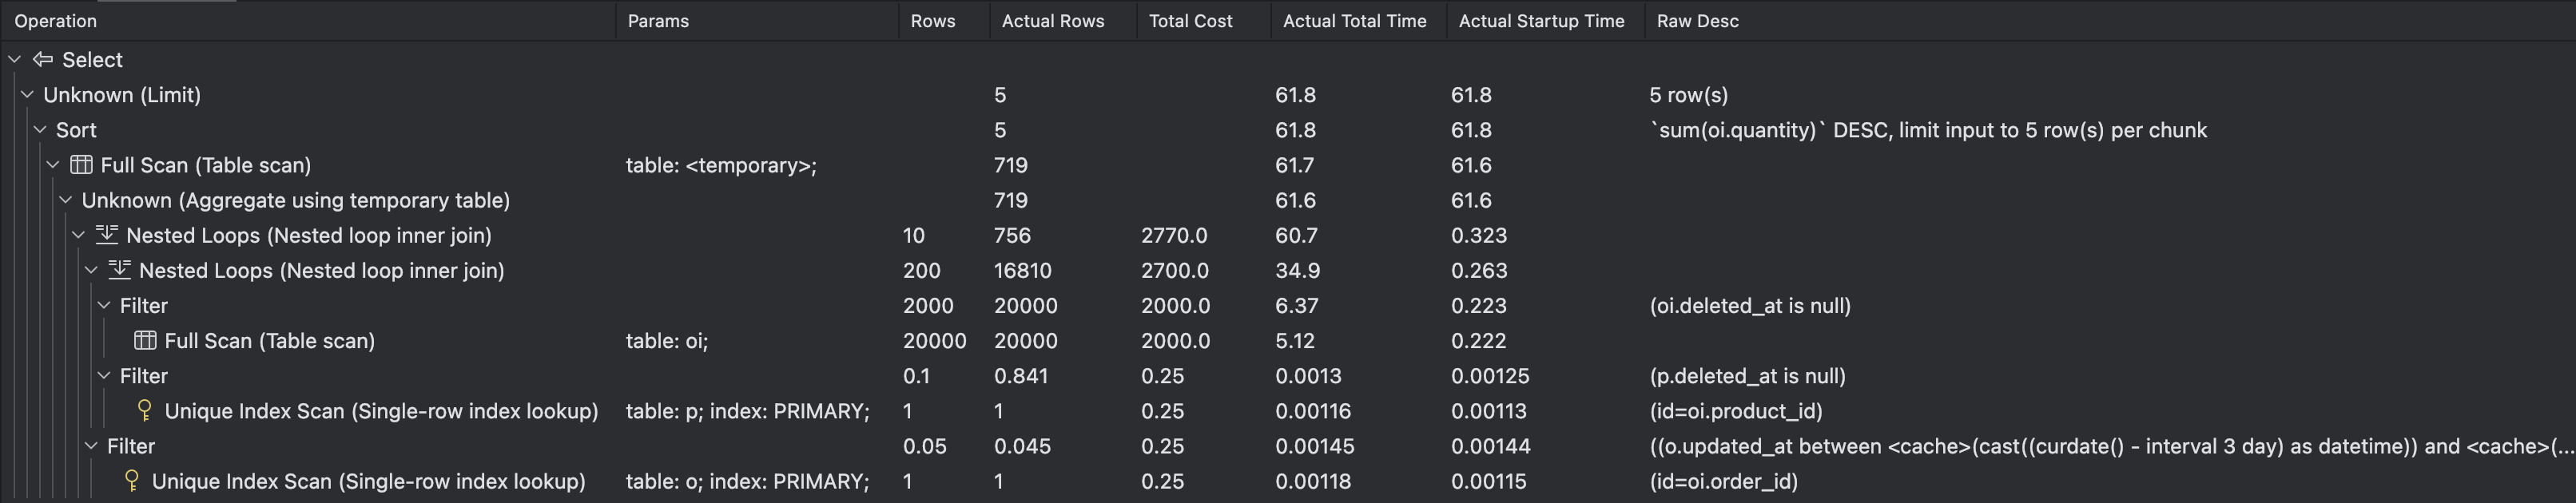 Operation Params Rows Actual Rows Total Cost Actual Total Time Actual Startup Time Raw Desc
Select
Unknown (Limit) 5 61.8 61.8 5 row(s)
Sort 5 61.8 61.8 `sum(oi.quantity)` DESC, limit input to 5 row(s) per chunk
Full Scan (Table scan) table: <temporary>; 719 61.7 61.6
Unknown (Aggregate using temporary table) 719 61.6 61.6
Nested Loops (Nested loop inner join) 10 756 2770.0 60.7 0.323
Nested Loops (Nested loop inner join) 200 16810 2700.0 34.9 0.263
Filter 2000 20000 2000.0 6.37 0.223 (oi.deleted_at is null)
Full Scan (Table scan) table: oi; 20000 20000 2000.0 5.12 0.222
Filter 0.1 0.841 0.25 0.0013 0.00125 (p.deleted_at is null)
Unique Index Scan (Single-row index lookup) table: p; index: PRIMARY; 1 1 0.25 0.00116 0.00113 (id=oi.product_id)
Filter 0.05 0.045 0.25 0.00145 0.00144 ((o.updated_at between <cache>(cast((curdate() - interval 3 day) as datetime)) and <cache>(...
Unique Index Scan (Single-row index lookup) table: o; index: PRIMARY; 1 1 0.25 0.00118 0.00115 (id=oi.order_id)